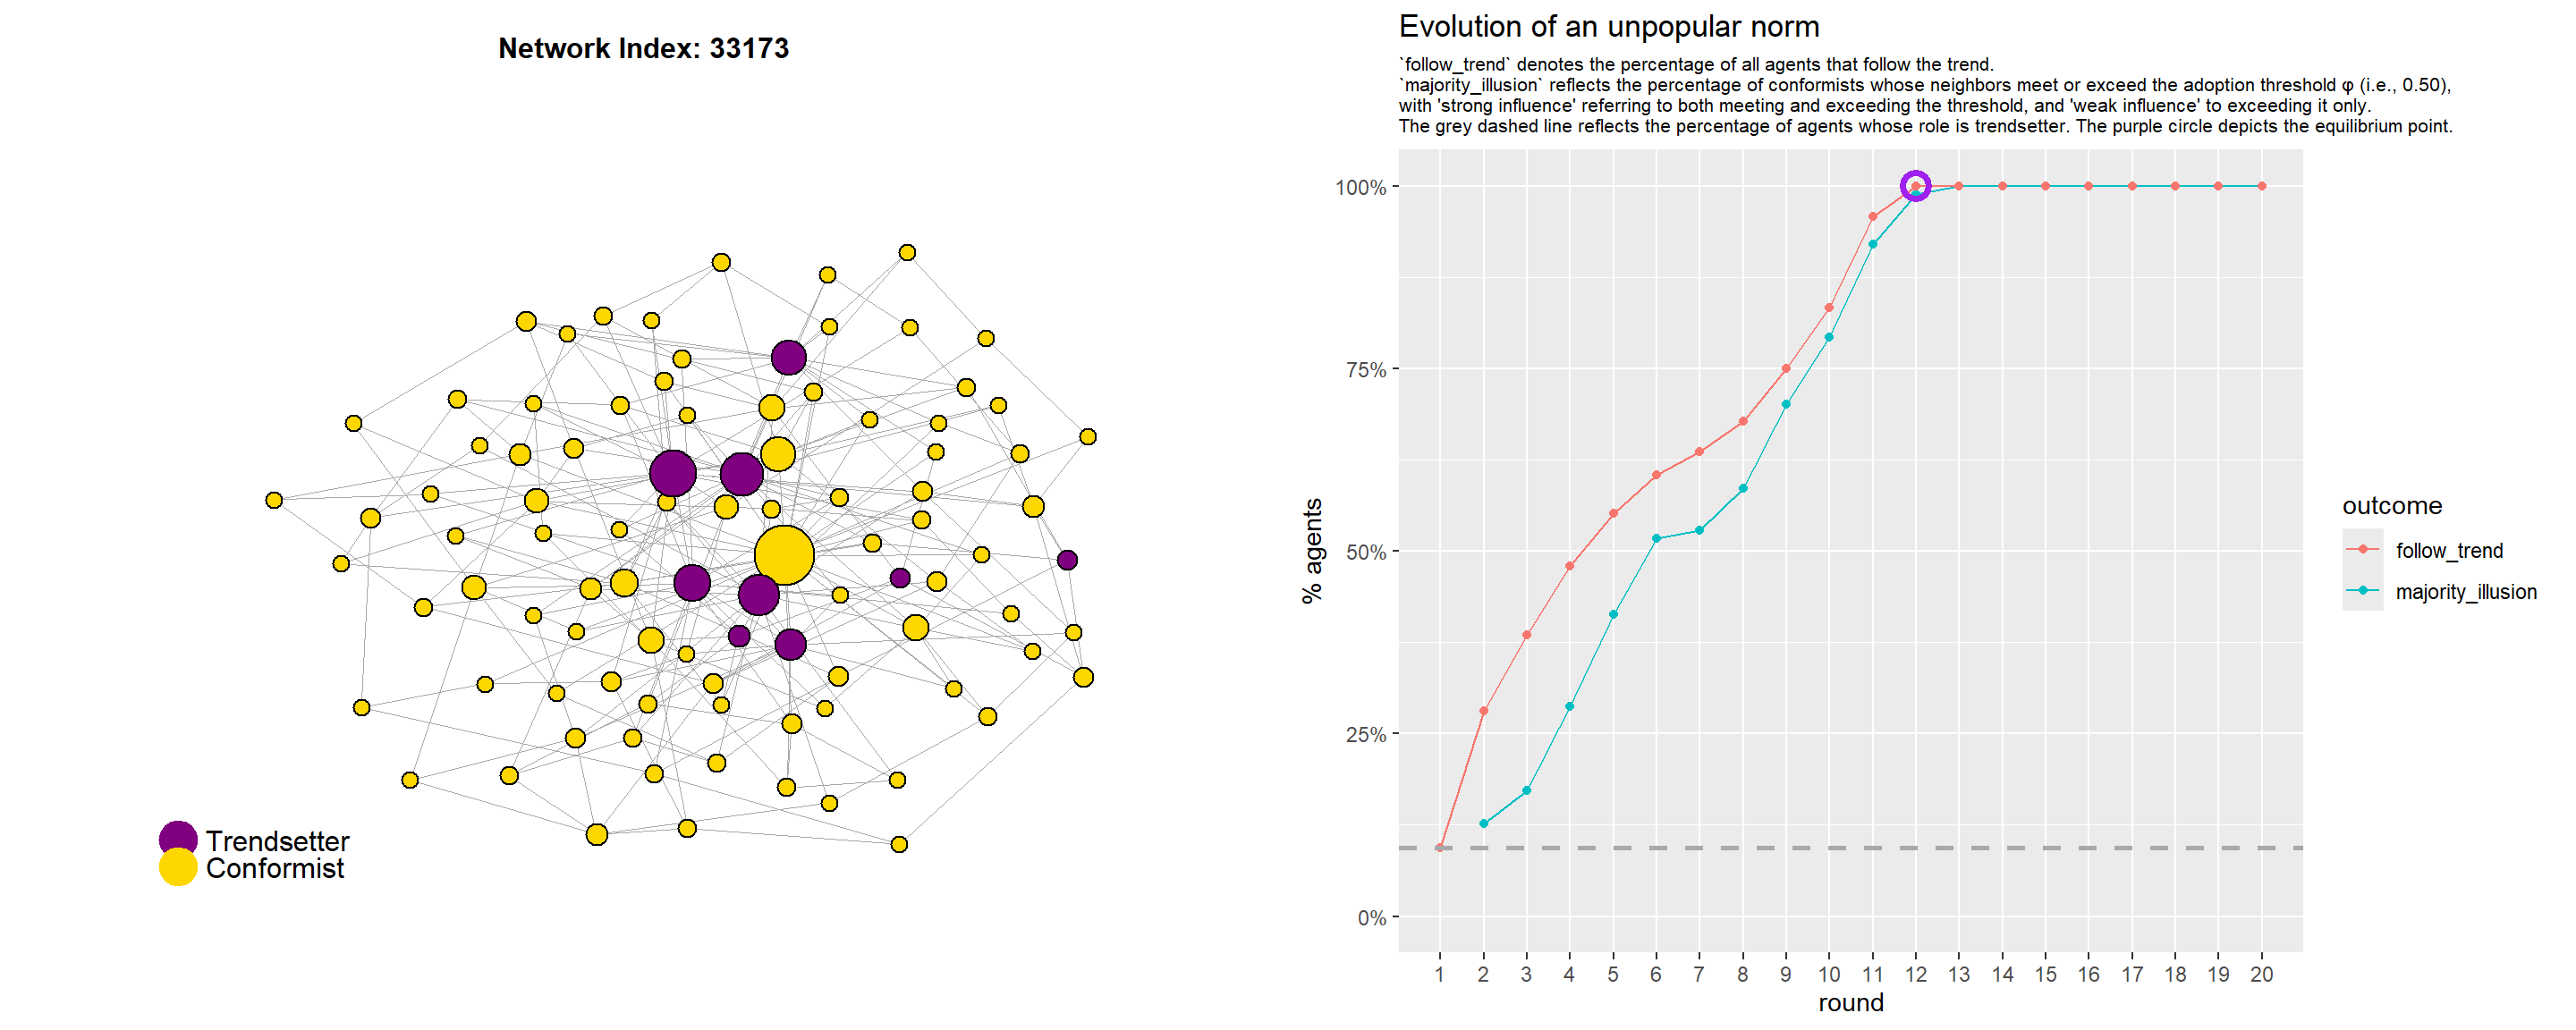 Network Index: 33173
Trendsetter
Conformist
Evolution of an unpopular norm
`follow_trend` denotes the percentage of all agents that follow the trend.
`majority_illusion` reflects the percentage of conformists whose neighbors meet or exceed the adoption threshold φ (i.e., 0.50),
with 'strong influence' referring to both meeting and exceeding the threshold, and 'weak influence' to exceeding it only.
The grey dashed line reflects the percentage of agents whose role is trendsetter. The purple circle depicts the equilibrium point.
% agents
100%
75%
50%
25%
0%
1 2 3 4 5 6 7 8 9 10 11 12 13 14 15 16 17 18 19 20
round
outcome
follow_trend
majority_illusion